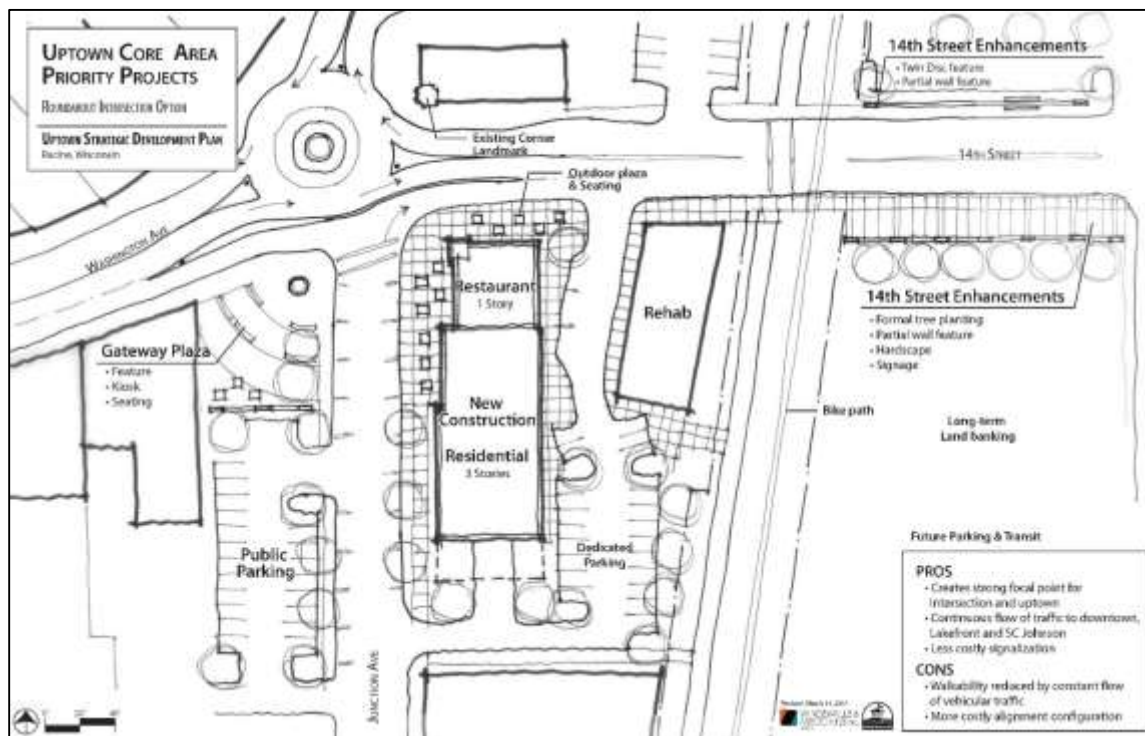 UPTOWN CORE AREA
PRIORITY PROJECTS
ROUNDABOUT INTERSECTION OPTION
UPTOWN STRATEGIC DEVELOPMENT PLAN
Racine, Wisconsin
14th Street Enhancements
• Twin Disc feature
• Partial wall feature
Existing Corner
Landmark
14TH STREET
Outdoor plaza
& Seating
WASHINGTON AVE
Restaurant
1 Story
Rehab
14th Street Enhancements
• Formal tree planting
• Partial wall feature
• Hardscape
• Signage
Gateway Plaza
• Feature
• Kiosk
• Seating
New
Construction
Residential
3 Stories
Bike path
Long-term
Land banking
Public
Parking
Dedicated
Parking
JUNCTION AVE
Future Parking & Transit
PROS
• Creates strong focal point for
Intersection and uptown
• Continuous flow of traffic to downtown,
Lakefront and SC Johnson
• Less costly signalization
CONS
• Walkability reduced by constant flow
of vehicular traffic
• More costly alignment configuration